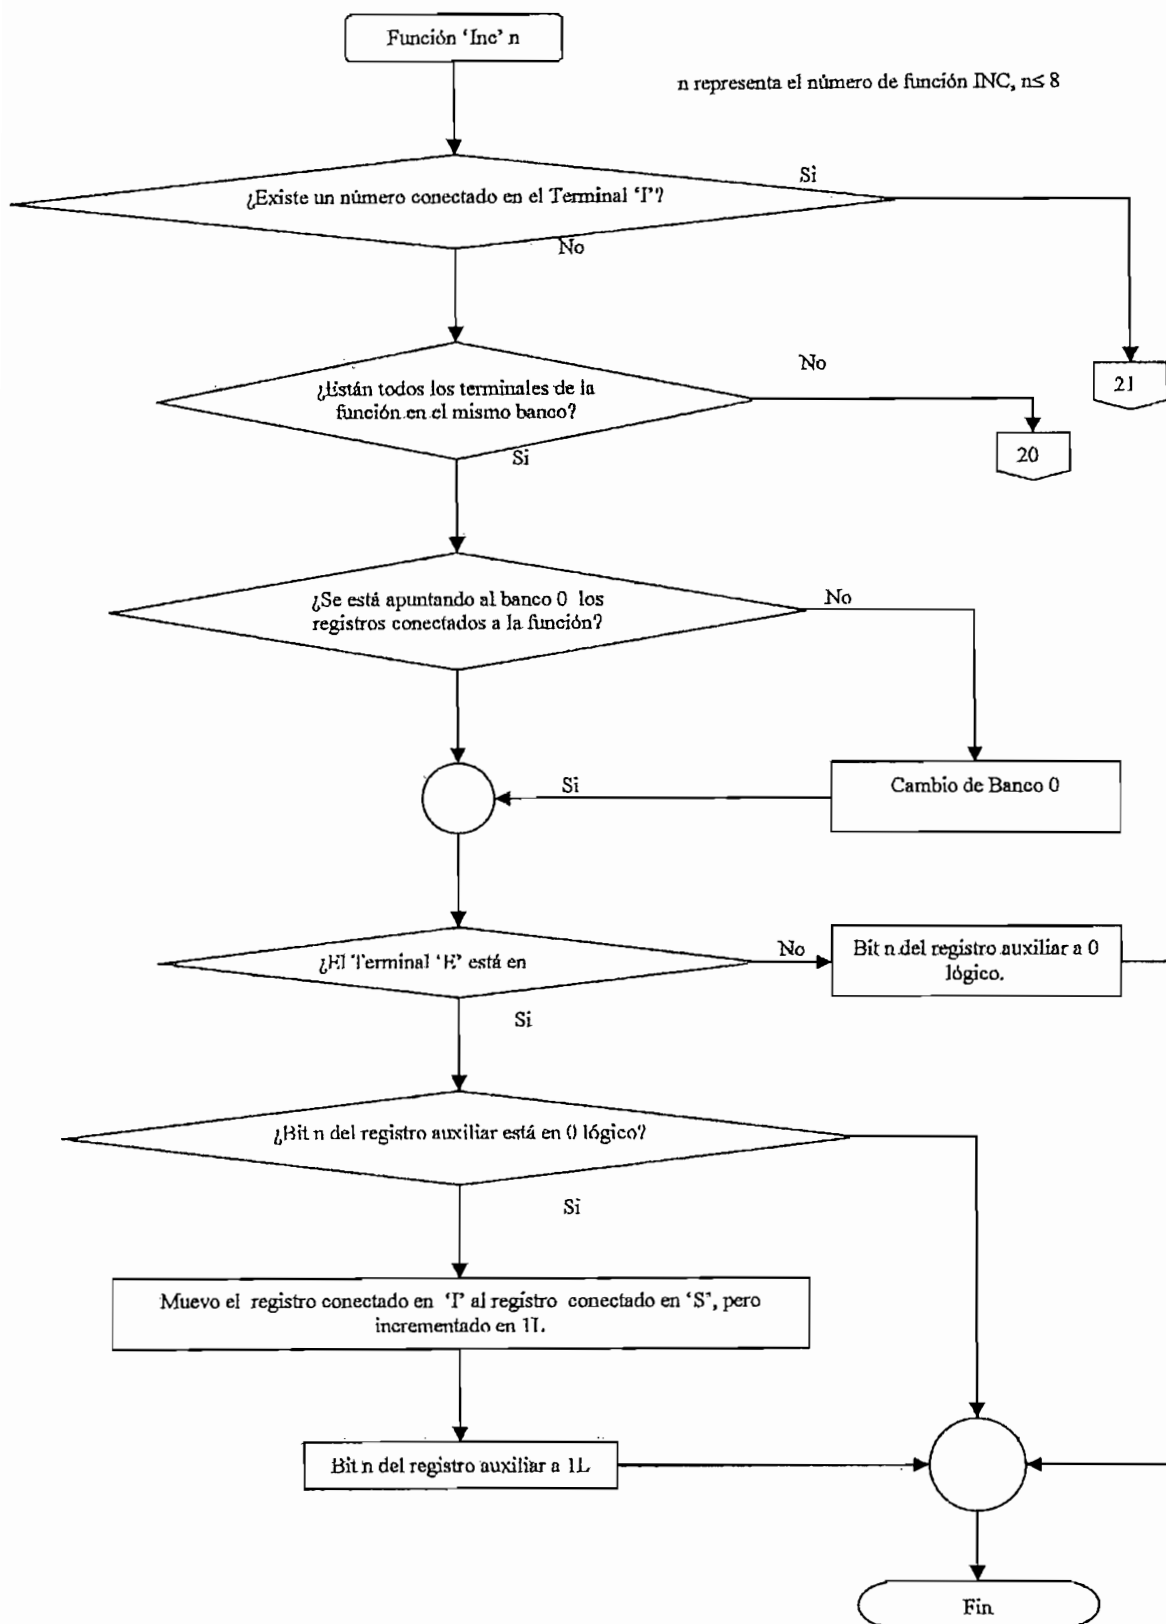 Función 'Inc' n
n representa el número de función INC, n≤ 8
¿Existe un número conectado en el Terminal 'I'?
Si
No
21
¿Están todos los terminales de la
función en el mismo banco?
No
20
Si
¿Se está apuntando al banco 0 los
registros conectados a la función?
No
Cambio de Banco 0
Si
¿El Terminal 'E' está en
No
Bit n del registro auxiliar a 0
lógico.
Si
¿Bit n del registro auxiliar está en 0 lógico?
Si
Muevo el registro conectado en 'I' al registro conectado en 'S', pero
incrementado en 1L.
Bit n del registro auxiliar a 1L
Fin